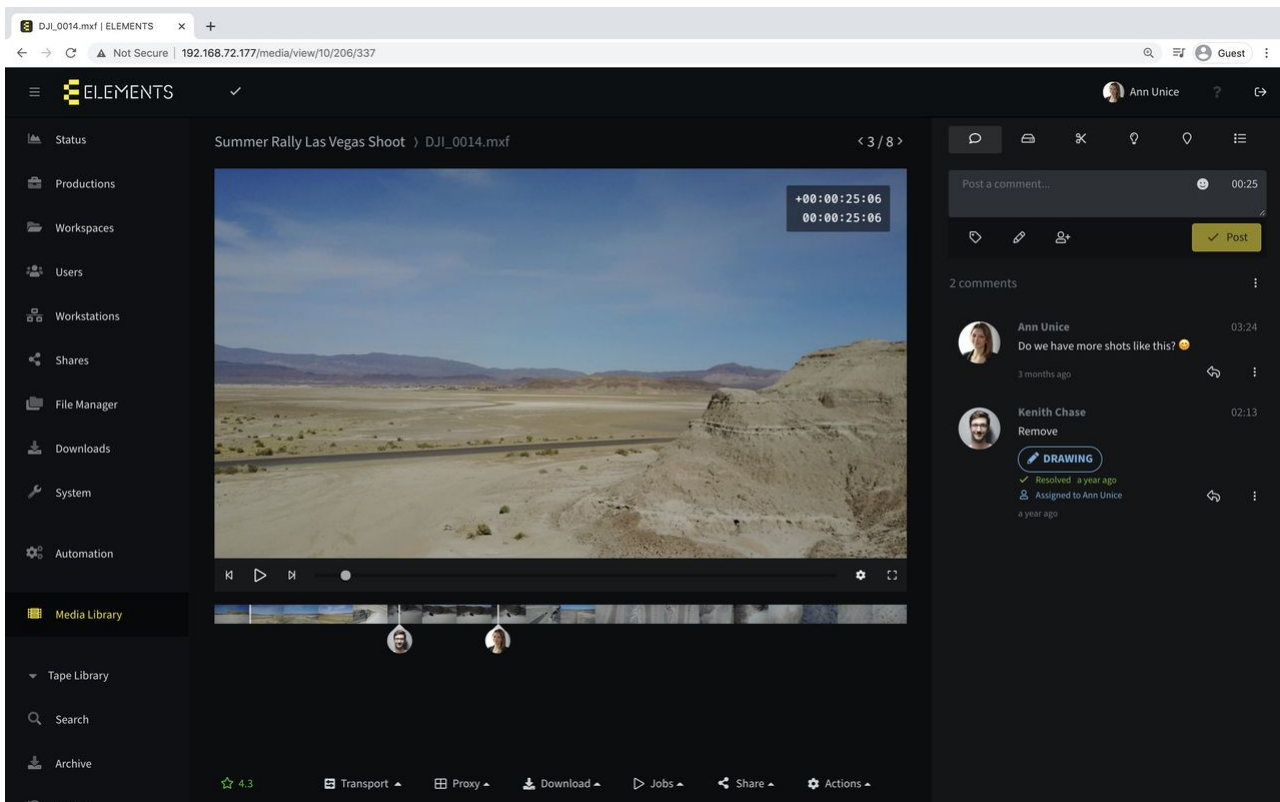 DJI_0014.mxf | ELEMENTS
Not Secure | 192.168.72.177/media/view/10/206/337
Guest
ELEMENTS
Ann Unice
?
Status
Productions
Workspaces
Users
Workstations
Shares
File Manager
Downloads
System
Automation
Media Library
Tape Library
Search
Archive
Summer Rally Las Vegas Shoot > DJI_0014.mxf
< 3 / 8 >
+00:00:25:06
00:00:25:06
4.3
Transport
Proxy
Download
Jobs
Share
Actions
Post a comment...
00:25
Post
2 comments
Ann Unice
03:24
Do we have more shots like this? 😊
3 months ago
Kenith Chase
02:13
Remove
DRAWING
Resolved a year ago
Assigned to Ann Unice
a year ago